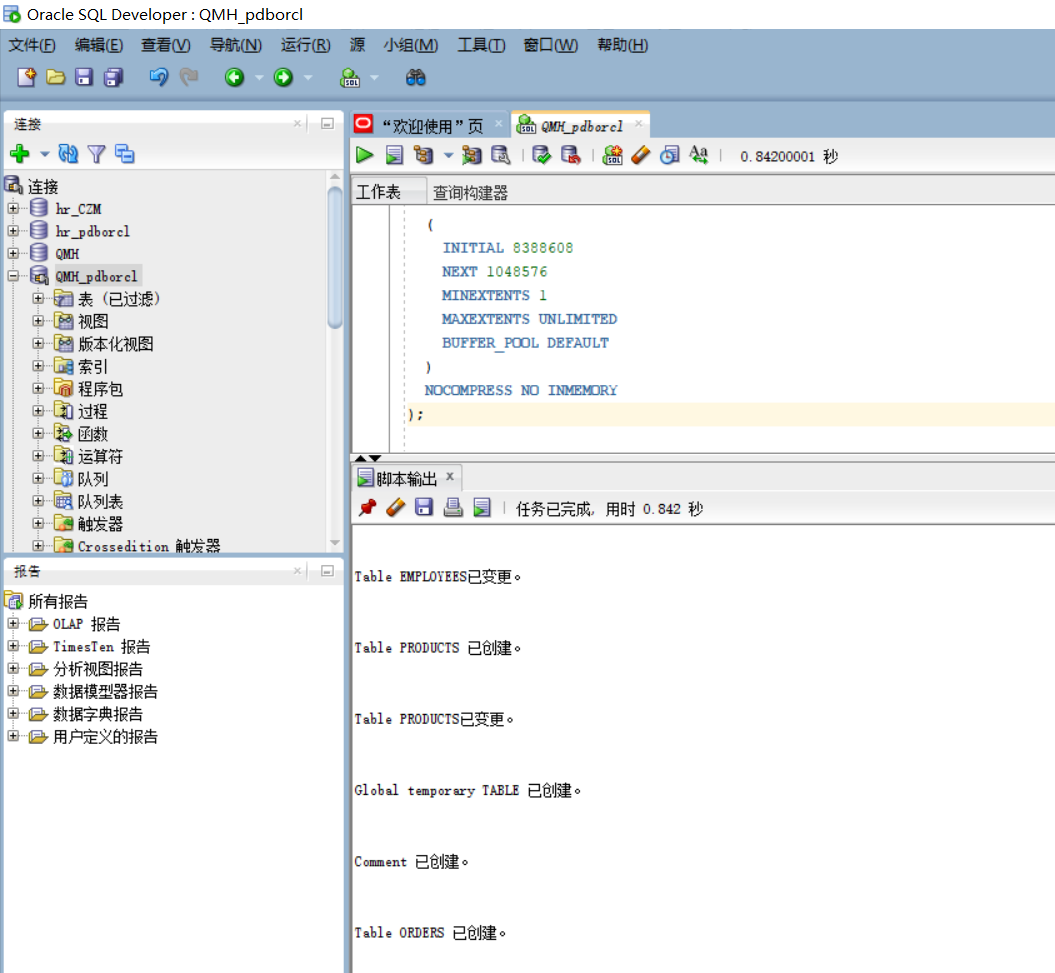 Oracle SQL Developer : QMH_pdborcl
文件(F) 编辑(E) 查看(V) 导航(N) 运行(R) 源 小组(M) 工具(T) 窗口(W) 帮助(H)
连接
连接
hr_CZM
hr_pdborcl
QMH
QMH_pdborcl
表 (已过滤)
视图
版本化视图
索引
程序包
过程
函数
运算符
队列
队列表
触发器
Crossedition 触发器
报告
所有报告
OLAP 报告
TimesTen 报告
分析视图报告
数据模型器报告
数据字典报告
用户定义的报告
“欢迎使用”页 QMH_pdborcl
0.84200001 秒
工作表 查询构建器
(
INITIAL 8388608
NEXT 1048576
MINEXTENTS 1
MAXEXTENTS UNLIMITED
BUFFER_POOL DEFAULT
)
NOCOMPRESS NO INMEMORY
);
脚本输出
任务已完成, 用时 0.842 秒
Table EMPLOYEES已变更。
Table PRODUCTS 已创建。
Table PRODUCTS已变更。
Global temporary TABLE 已创建。
Comment 已创建。
Table ORDERS 已创建。